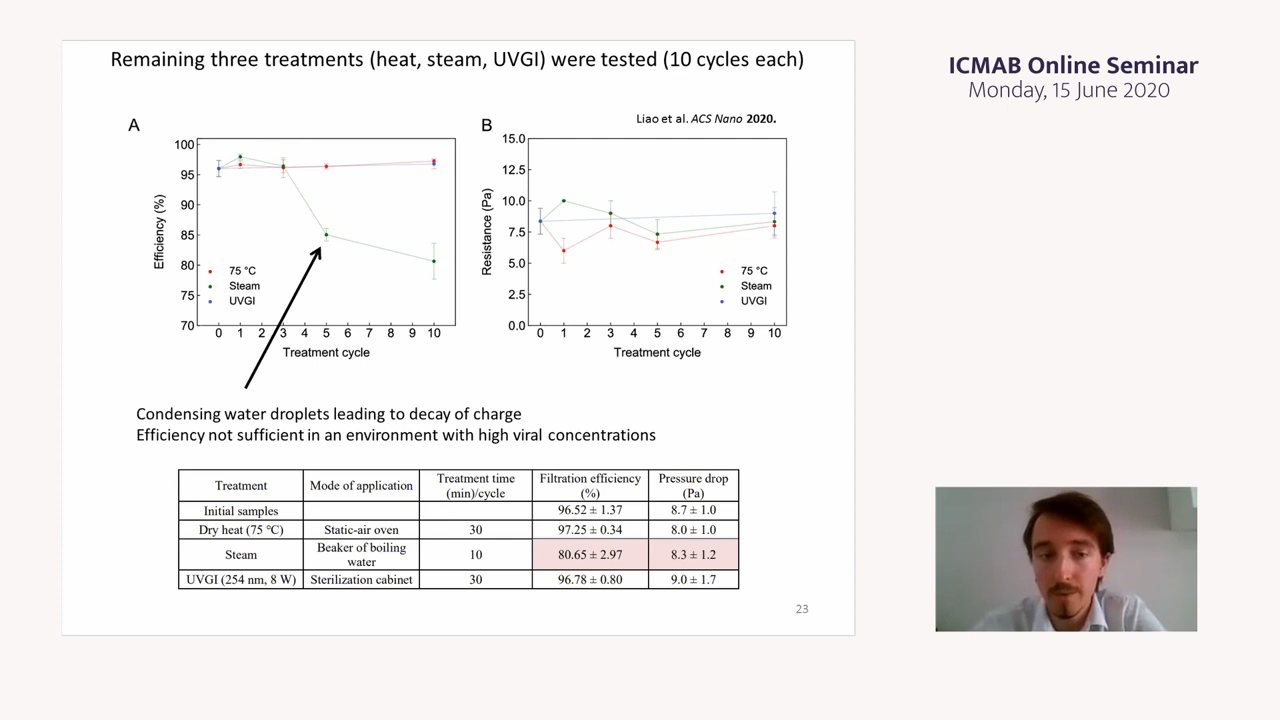 Remaining three treatments (heat, steam, UVGI) were tested (10 cycles each)
ICMAB Online Seminar
Monday, 15 June 2020
Liao et al. ACS Nano 2020.
A
100
95
90
85
80
75
70
Efficiency (%)
75 °C
Steam
UVGI
0 1 2 3 4 5 6 7 8 9 10
Treatment cycle
B
15.0
12.5
10.0
7.5
5.0
2.5
0.0
Resistance (Pa)
75 °C
Steam
UVGI
0 1 2 3 4 5 6 7 8 9 10
Treatment cycle
Condensing water droplets leading to decay of charge
Efficiency not sufficient in an environment with high viral concentrations
Treatment Mode of application Treatment time (min)/cycle Filtration efficiency (%) Pressure drop (Pa)
Initial samples 96.52 ± 1.37 8.7 ± 1.0
Dry heat (75 °C) Static-air oven 30 97.25 ± 0.34 8.0 ± 1.0
Steam Beaker of boiling water 10 80.65 ± 2.97 8.3 ± 1.2
UVGI (254 nm, 8 W) Sterilization cabinet 30 96.78 ± 0.80 9.0 ± 1.7
23